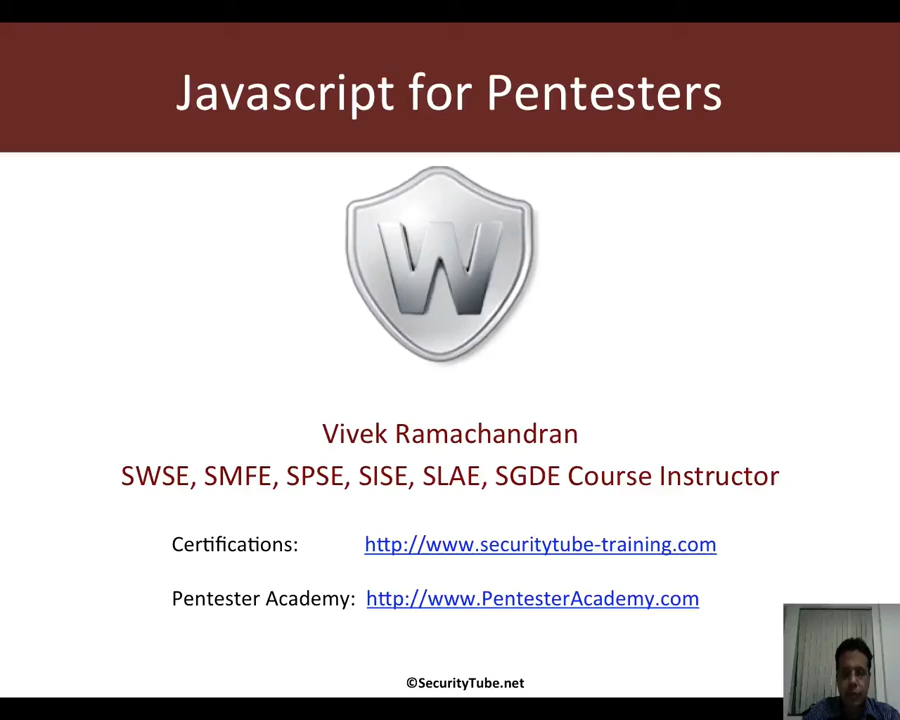 Javascript for Pentesters
W
Vivek Ramachandran
SWSE, SMFE, SPSE, SISE, SLAE, SGDE Course Instructor
Certifications: http://www.securitytube-training.com
Pentester Academy: http://www.PentesterAcademy.com
©SecurityTube.net